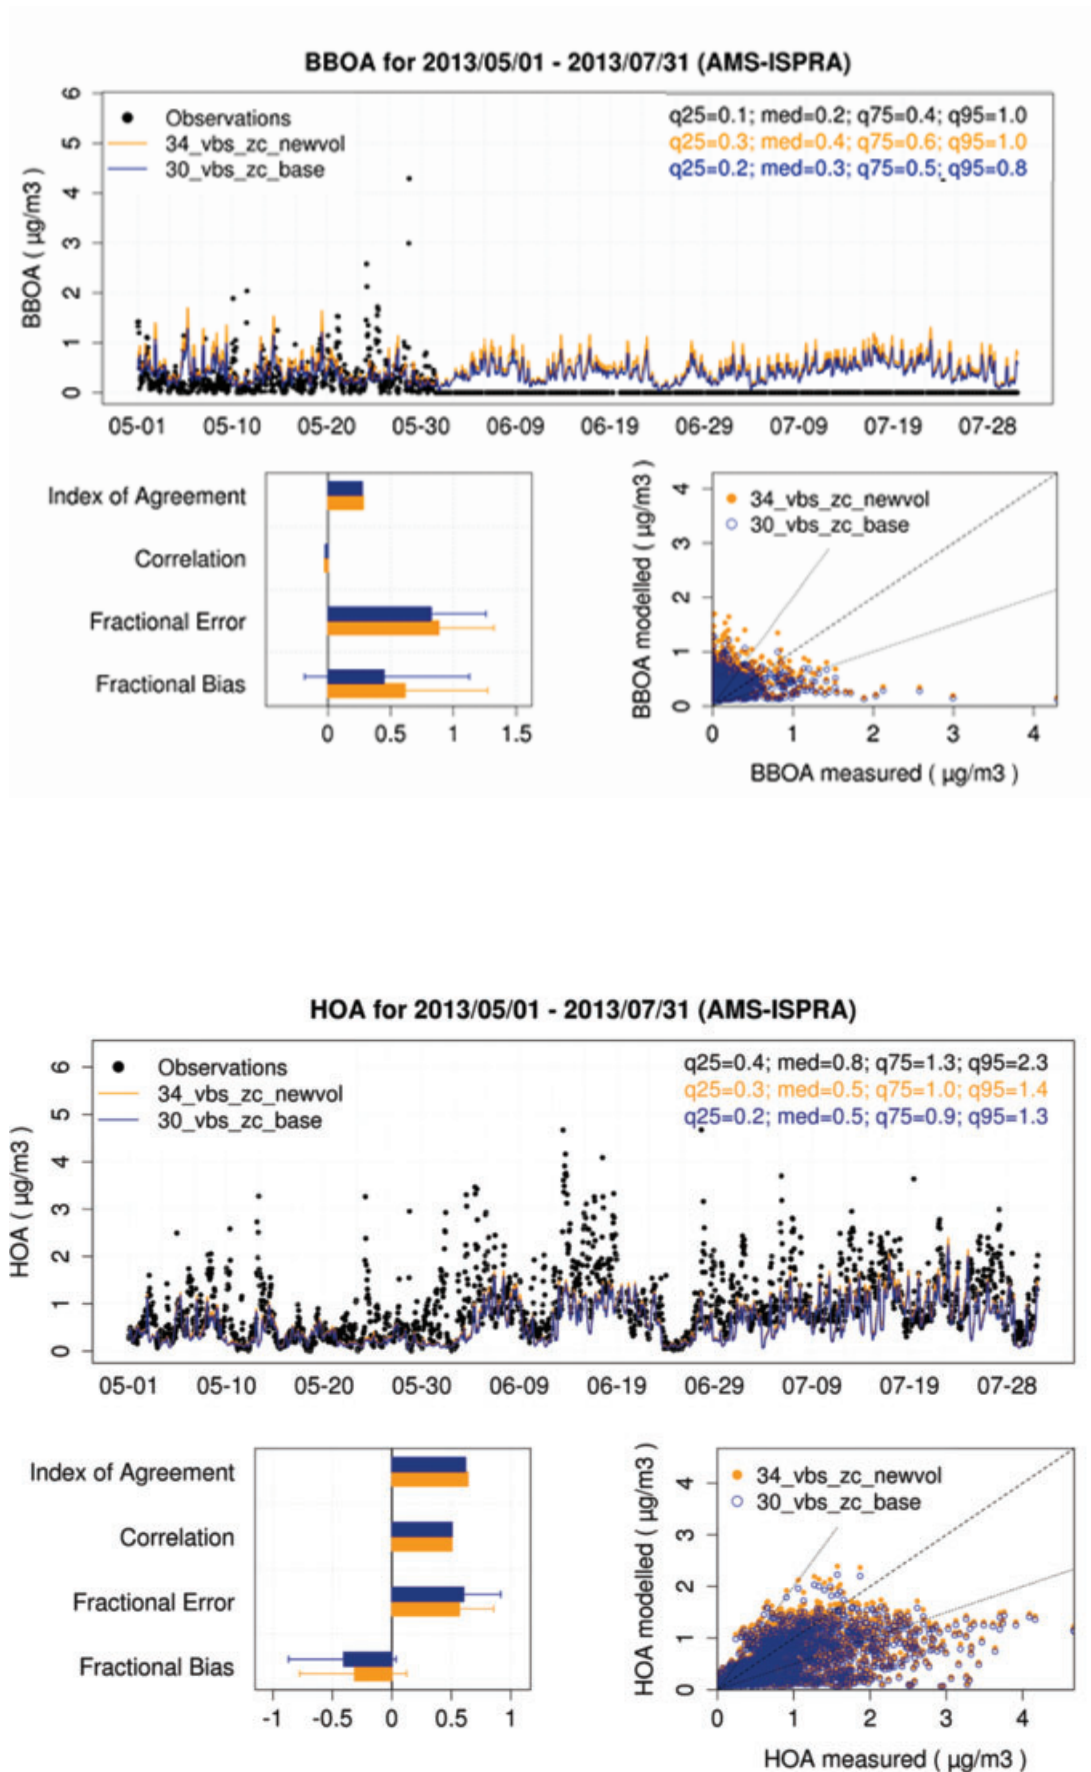 BBOA for 2013/05/01 - 2013/07/31 (AMS-ISPRA)
Observations
34_vbs_zc_newvol
30_vbs_zc_base
q25=0.1; med=0.2; q75=0.4; q95=1.0
q25=0.3; med=0.4; q75=0.6; q95=1.0
q25=0.2; med=0.3; q75=0.5; q95=0.8
BBOA ( µg/m3 )
6
5
4
3
2
1
0
05-01 05-10 05-20 05-30 06-09 06-19 06-29 07-09 07-19 07-28
Index of Agreement
Correlation
Fractional Error
Fractional Bias
0 0.5 1 1.5
34_vbs_zc_newvol
30_vbs_zc_base
BBOA modelled ( µg/m3 )
4
3
2
1
0
0 1 2 3 4
BBOA measured ( µg/m3 )
HOA for 2013/05/01 - 2013/07/31 (AMS-ISPRA)
Observations
34_vbs_zc_newvol
30_vbs_zc_base
q25=0.4; med=0.8; q75=1.3; q95=2.3
q25=0.3; med=0.5; q75=1.0; q95=1.4
q25=0.2; med=0.5; q75=0.9; q95=1.3
HOA ( µg/m3 )
6
5
4
3
2
1
0
05-01 05-10 05-20 05-30 06-09 06-19 06-29 07-09 07-19 07-28
Index of Agreement
Correlation
Fractional Error
Fractional Bias
-1 -0.5 0 0.5 1
34_vbs_zc_newvol
30_vbs_zc_base
HOA modelled ( µg/m3 )
4
3
2
1
0
0 1 2 3 4
HOA measured ( µg/m3 )